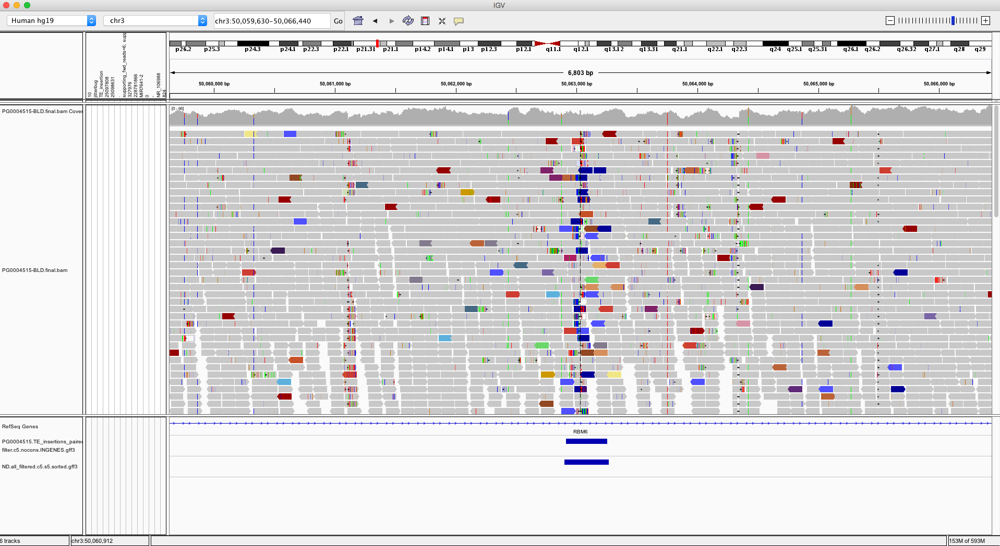 IGV
Human hg19
chr3
chr3:50,059,630-50,066,440
Go
10
jitterbug
TE_insertion
25097808
25098631
.
supporting_fwd_reads=6; supp
327976
228781866
MIR7641-2
0
-
NR_106988
824
p26.2 p25.3 p24.3 p24.1 p22.3 p22.1 p21.31 p21.1 p14.2 p14.1 p13 p12.3 p12.1 q11.1 q12.1 q13.12 q13.31 q21.1 q22.1 q22.3 q24 q25.1 q25.31 q26.1 q26.2 q26.32 q27.1 q28 q29
6,803 bp
50,060,000 bp 50,061,000 bp 50,062,000 bp 50,063,000 bp 50,064,000 bp 50,065,000 bp 50,066,000 bp
PG0004515-BLD.final.bam Cover
[0 - 66]
PG0004515-BLD.final.bam
RefSeq Genes
RBM6
PG0004515.TE_insertions_paired
filter.c5.nocons.INGENES.gff3
ND.all_filtered.c5.s5.sorted.gff3
6 tracks
chr3:50,060,912
153M of 593M